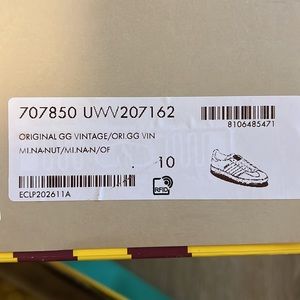 707850 UWV207162
8106485471
ORIGINAL GG VINTAGE/ORI.GG VIN
MI.NA-NUT/MI.NA-N/OF
10
ECLP202611A
RFID